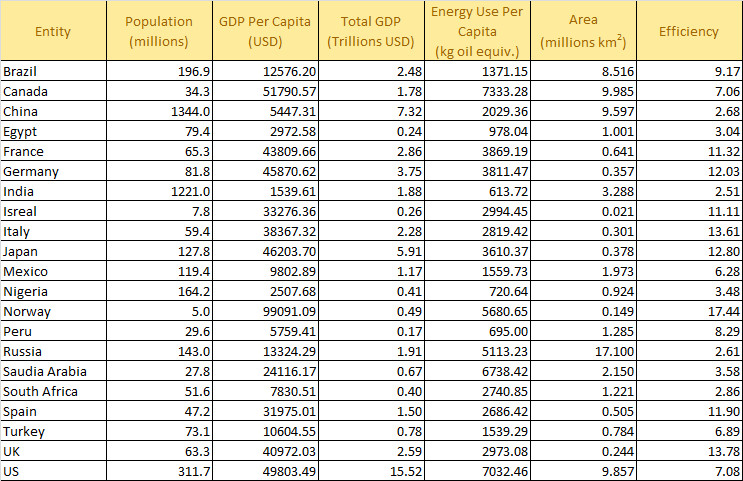 Entity Population (millions) GDP Per Capita (USD) Total GDP (Trillions USD) Energy Use Per Capita (kg oil equiv.) Area (millions km²) Efficiency
Brazil 196.9 12576.20 2.48 1371.15 8.516 9.17
Canada 34.3 51790.57 1.78 7333.28 9.985 7.06
China 1344.0 5447.31 7.32 2029.36 9.597 2.68
Egypt 79.4 2972.58 0.24 978.04 1.001 3.04
France 65.3 43809.66 2.86 3869.19 0.641 11.32
Germany 81.8 45870.62 3.75 3811.47 0.357 12.03
India 1221.0 1539.61 1.88 613.72 3.288 2.51
Isreal 7.8 33276.36 0.26 2994.45 0.021 11.11
Italy 59.4 38367.32 2.28 2819.42 0.301 13.61
Japan 127.8 46203.70 5.91 3610.37 0.378 12.80
Mexico 119.4 9802.89 1.17 1559.73 1.973 6.28
Nigeria 164.2 2507.68 0.41 720.64 0.924 3.48
Norway 5.0 99091.09 0.49 5680.65 0.149 17.44
Peru 29.6 5759.41 0.17 695.00 1.285 8.29
Russia 143.0 13324.29 1.91 5113.23 17.100 2.61
Saudia Arabia 27.8 24116.17 0.67 6738.42 2.150 3.58
South Africa 51.6 7830.51 0.40 2740.85 1.221 2.86
Spain 47.2 31975.01 1.50 2686.42 0.505 11.90
Turkey 73.1 10604.55 0.78 1539.29 0.784 6.89
UK 63.3 40972.03 2.59 2973.08 0.244 13.78
US 311.7 49803.49 15.52 7032.46 9.857 7.08